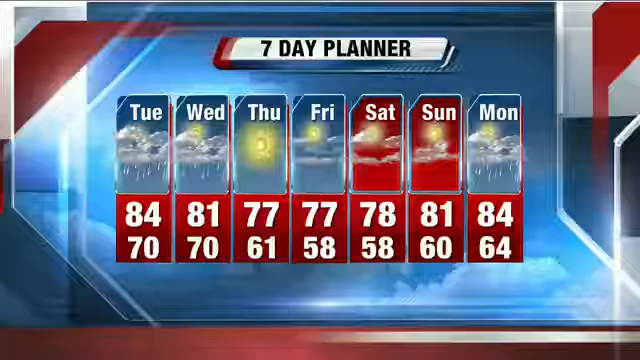 7 DAY PLANNER
Tue Wed Thu Fri Sat Sun Mon
84 81 77 77 78 81 84
70 70 61 58 58 60 64